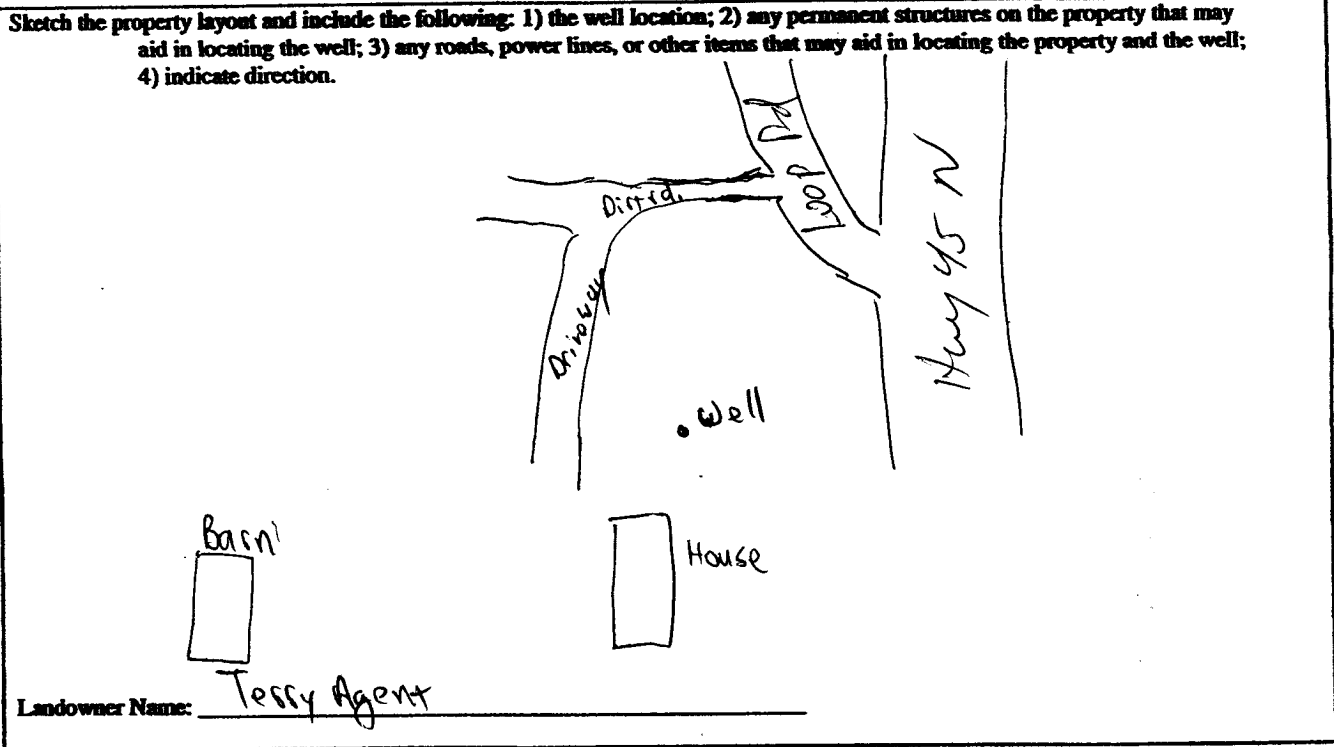 Sketch the property layout and include the following: 1) the well location; 2) any permanent structures on the property that may
aid in locating the well; 3) any roads, power lines, or other items that may aid in locating the property and the well;
4) indicate direction.
Loop Rd
Hwy 45 N
Dirt rd.
Driveway
Well
Barn
House
Landowner Name: Terry Agent